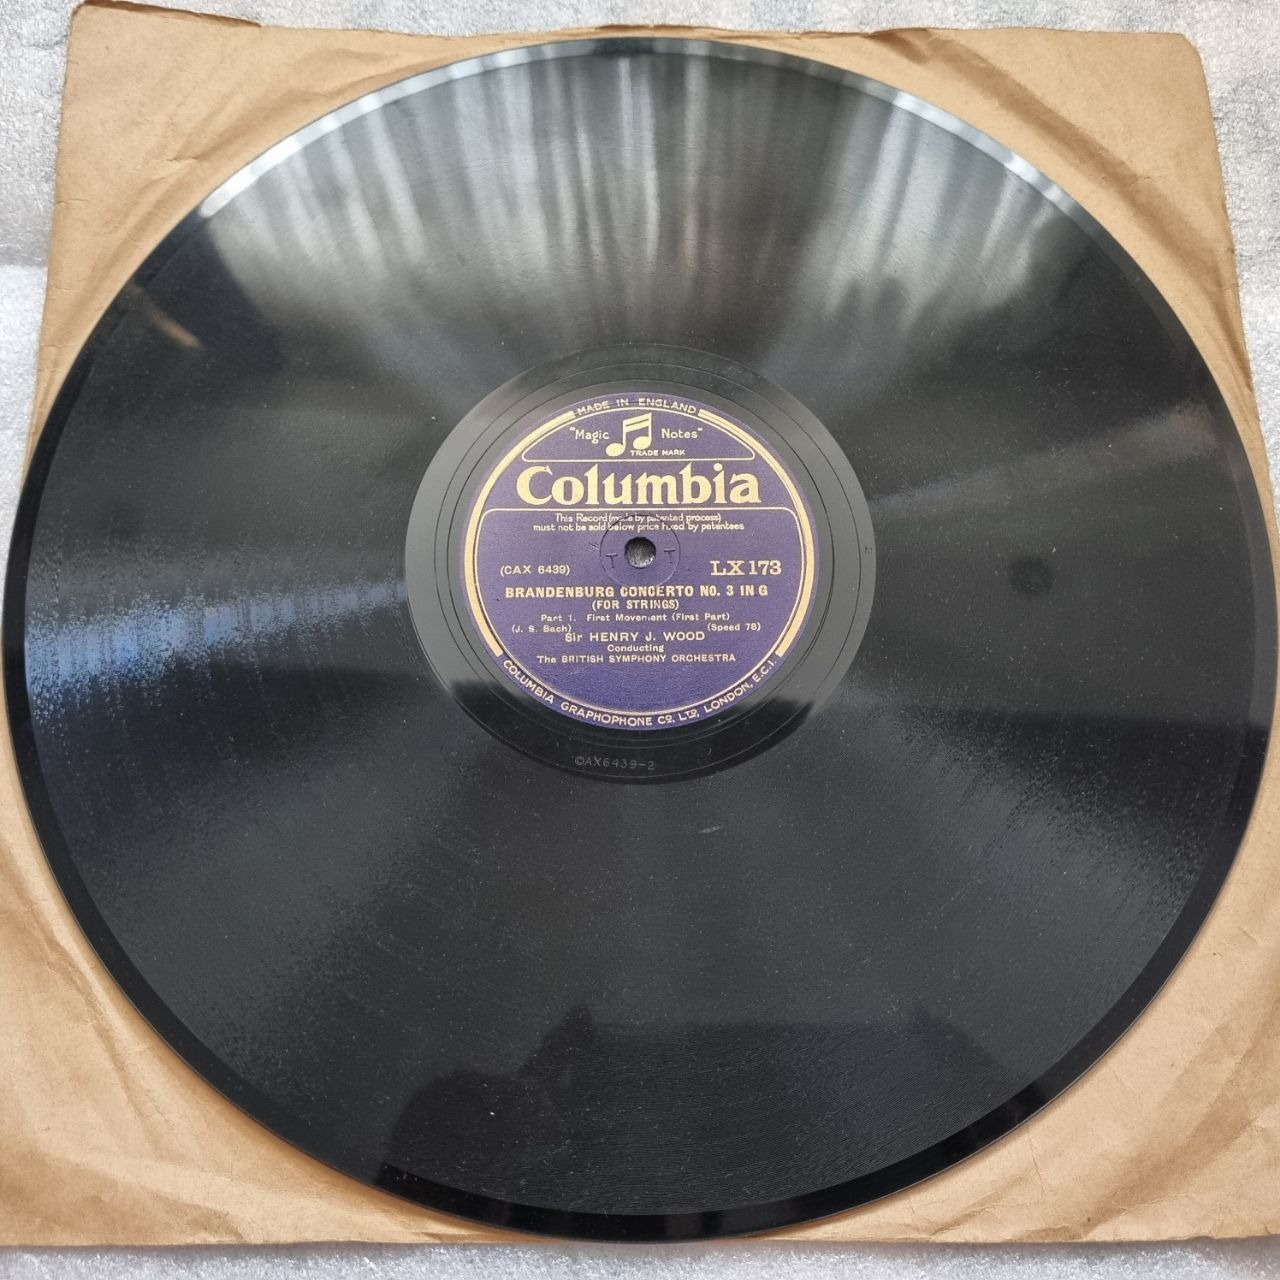 MADE IN ENGLAND
"Magic Notes"
TRADE MARK
Columbia
This Record (made by patented process)
must not be sold below price fixed by patentees
T T
(CAX 6439) LX 173
BRANDENBURG CONCERTO NO. 3 IN G
(FOR STRINGS)
Part 1. First Movement (First Part)
(J. S. Bach) (Speed 78)
Sir HENRY J. WOOD
Conducting
The BRITISH SYMPHONY ORCHESTRA
COLUMBIA GRAPHOPHONE Co, LTD, LONDON, E.C.1.
CAX6439-2